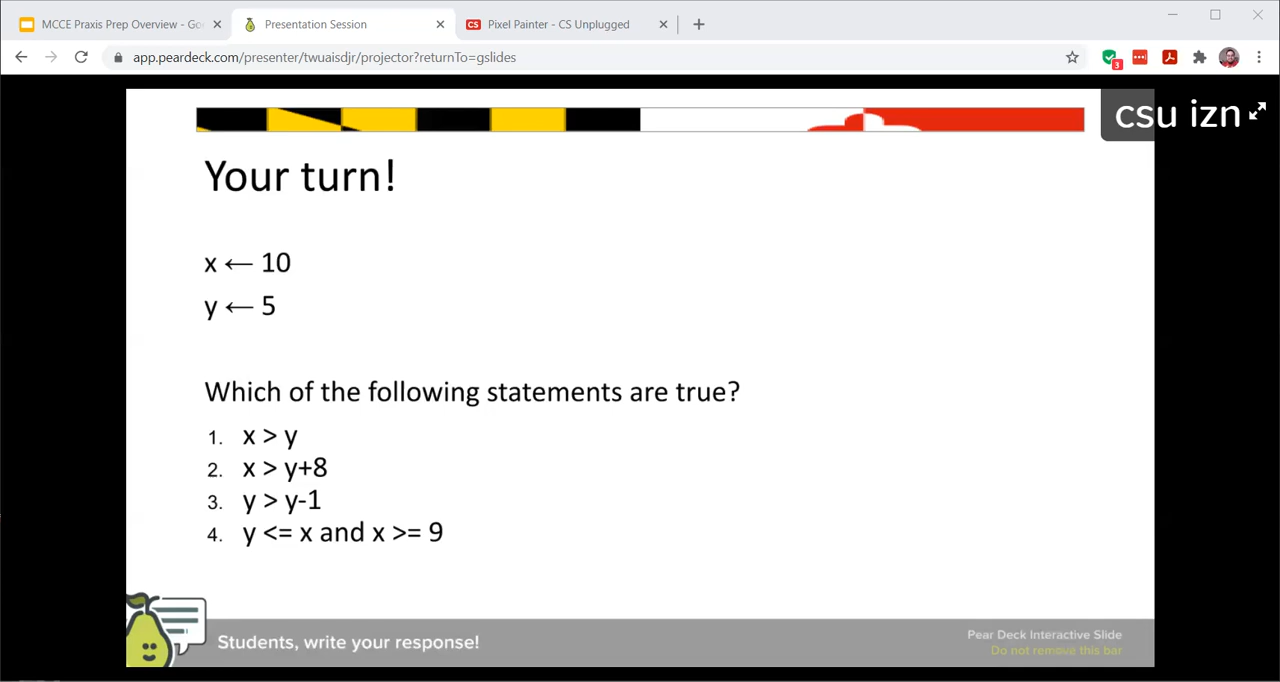 MCCE Praxis Prep Overview - Go
Presentation Session
CS Pixel Painter - CS Unplugged
app.peardeck.com/presenter/twuaisdjr/projector?returnTo=gslides
3
csu izn
Your turn!
x ← 10
y ← 5
Which of the following statements are true?
1. x > y
2. x > y+8
3. y > y-1
4. y <= x and x >= 9
Students, write your response!
Pear Deck Interactive Slide
Do not remove this bar